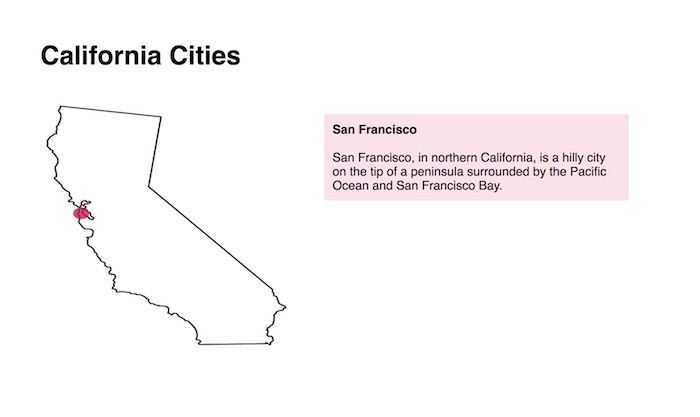 California Cities
San Francisco
San Francisco, in northern California, is a hilly city
on the tip of a peninsula surrounded by the Pacific
Ocean and San Francisco Bay.